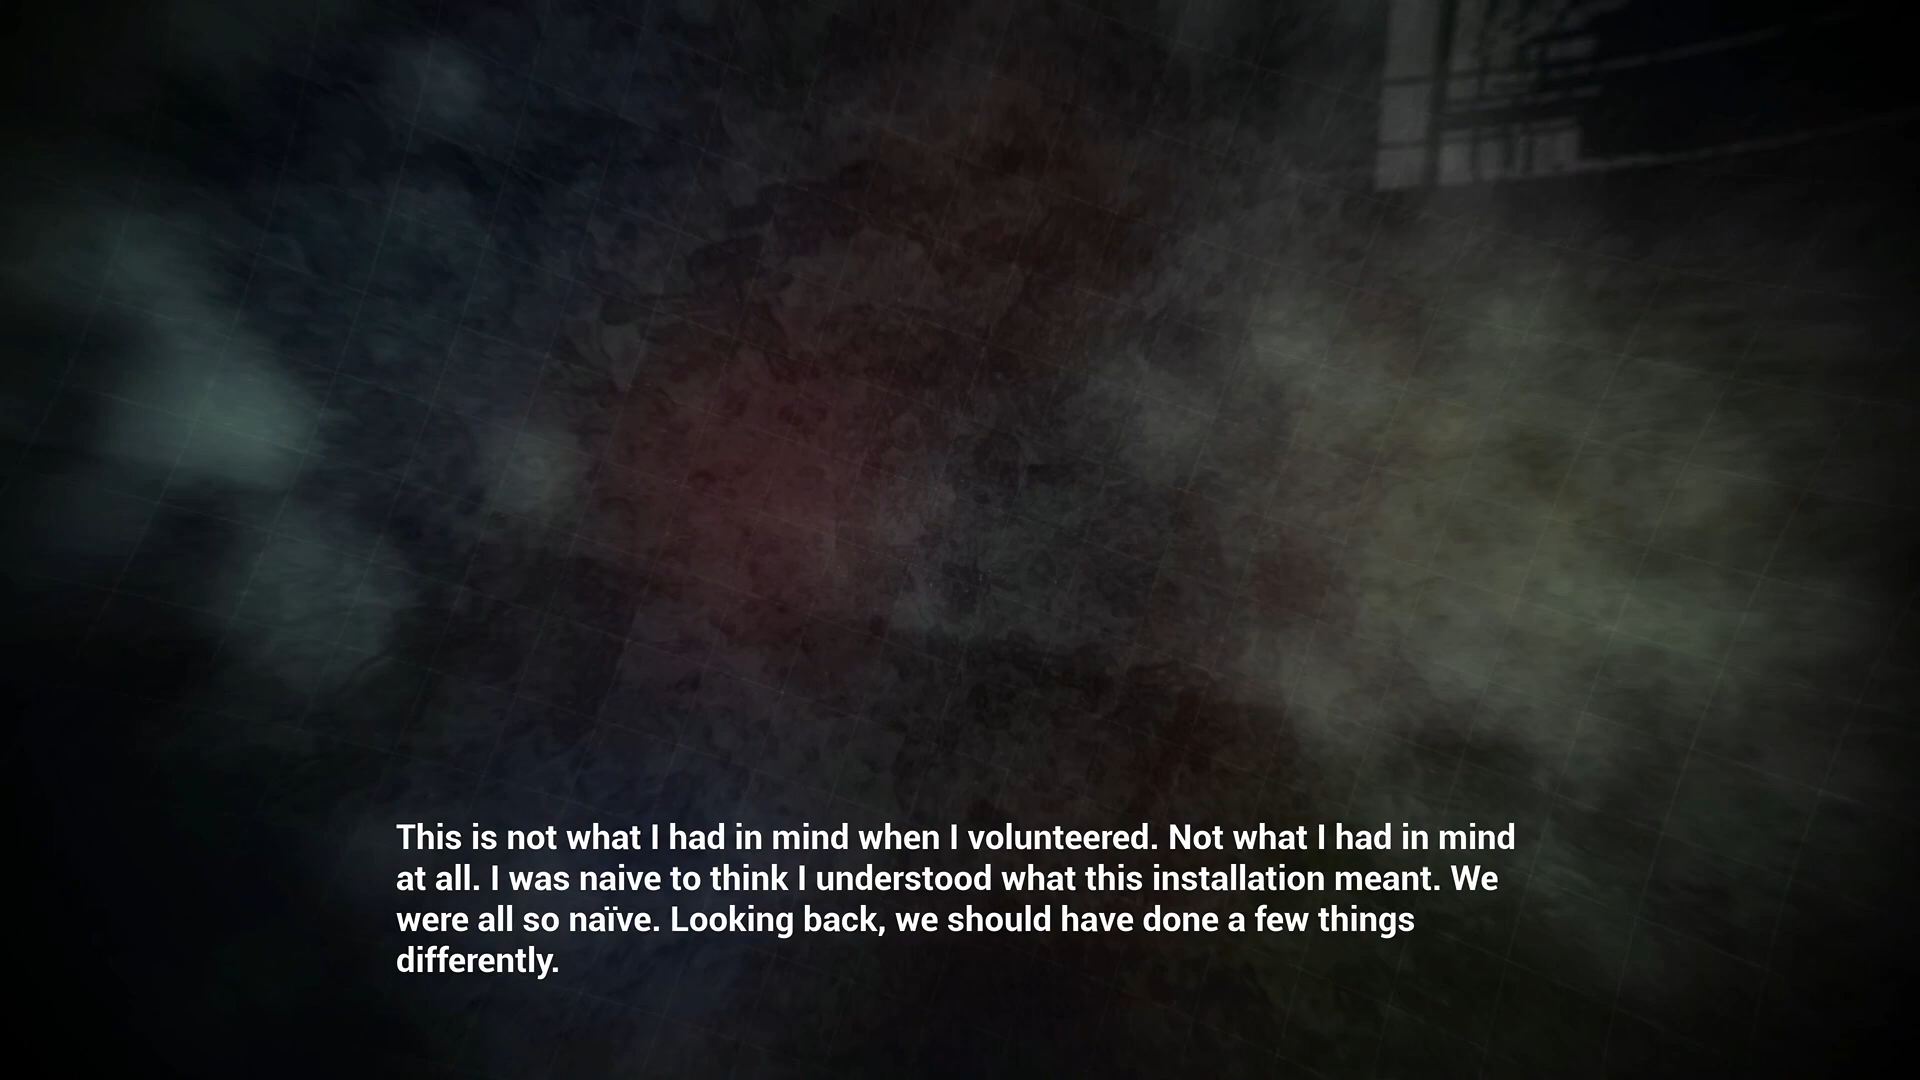 This is not what I had in mind when I volunteered. Not what I had in mind
at all. I was naive to think I understood what this installation meant. We
were all so naïve. Looking back, we should have done a few things
differently.